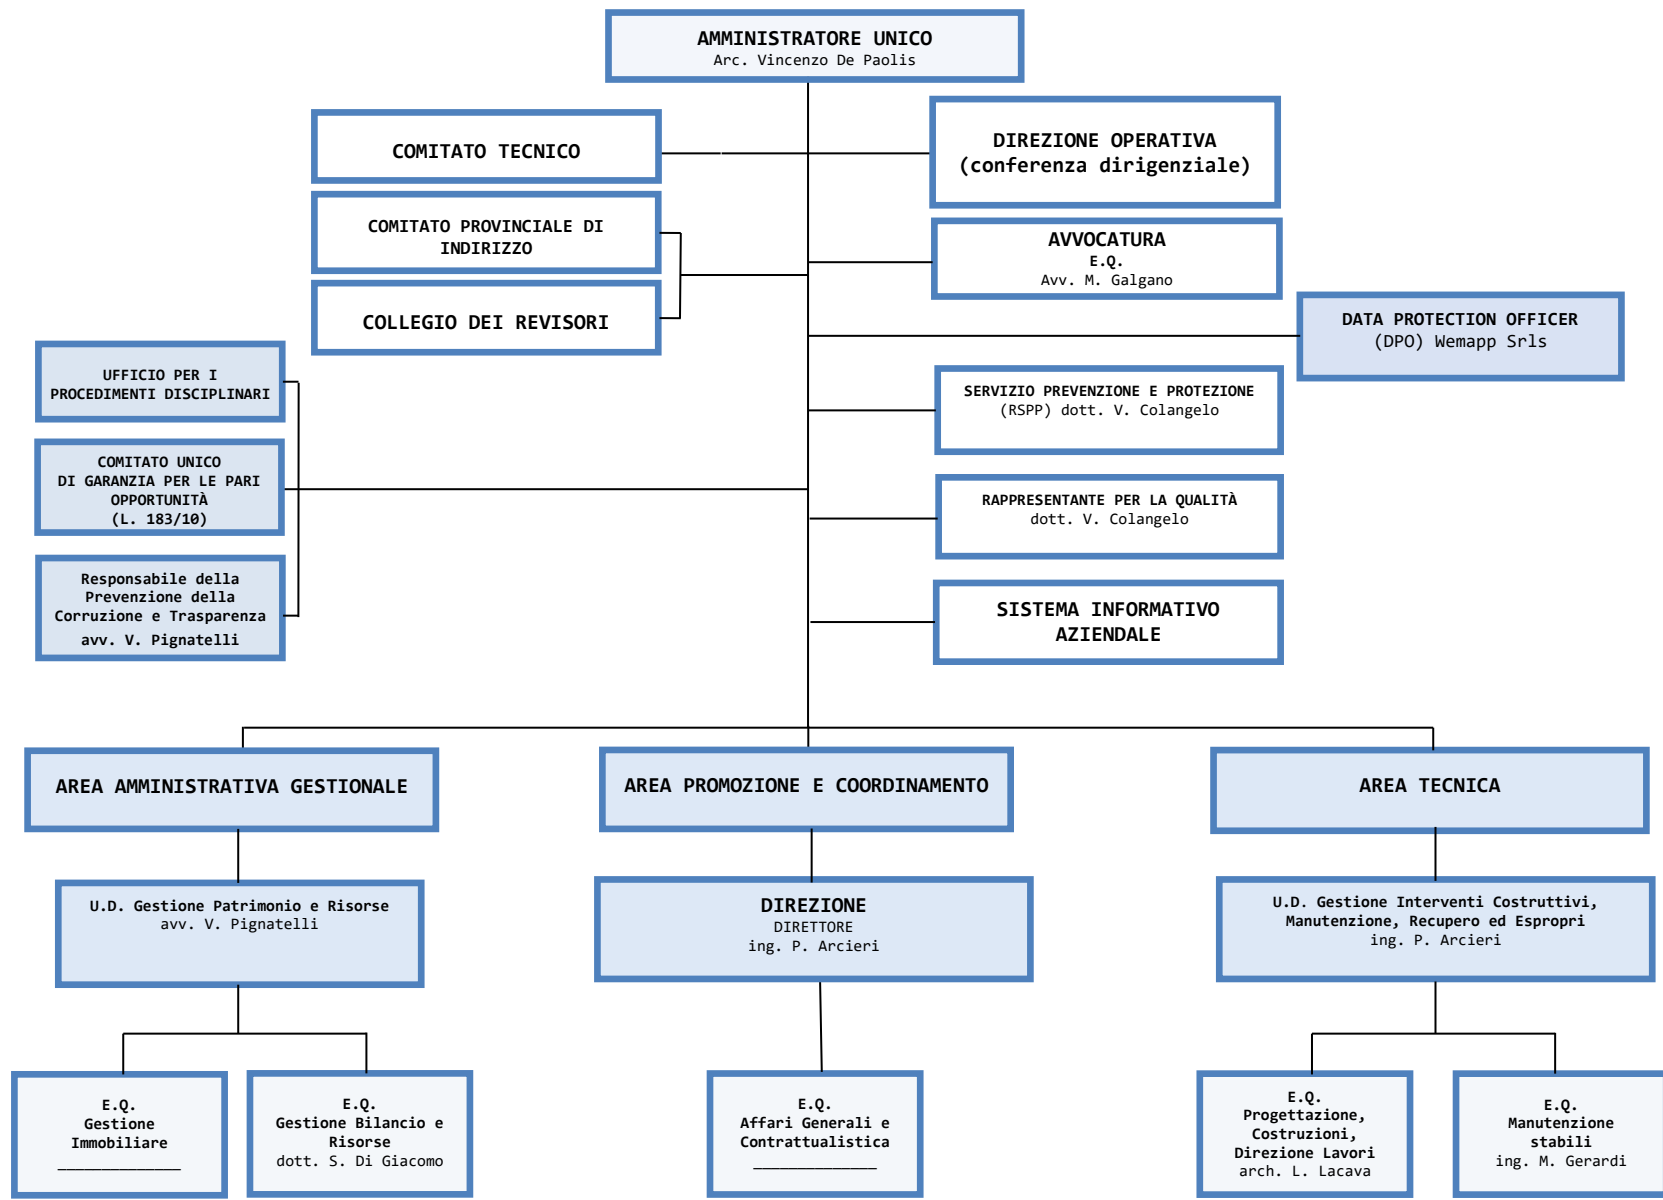 AMMINISTRATORE UNICO
Arc. Vincenzo De Paolis
COMITATO TECNICO
DIREZIONE OPERATIVA
(conferenza dirigenziale)
COMITATO PROVINCIALE DI
INDIRIZZO
AVVOCATURA
E.Q.
Avv. M. Galgano
COLLEGIO DEI REVISORI
DATA PROTECTION OFFICER
(DPO) Wemapp Srls
UFFICIO PER I
PROCEDIMENTI DISCIPLINARI
SERVIZIO PREVENZIONE E PROTEZIONE
(RSPP) dott. V. Colangelo
COMITATO UNICO
DI GARANZIA PER LE PARI
OPPORTUNITÀ
(L. 183/10)
RAPPRESENTANTE PER LA QUALITÀ
dott. V. Colangelo
Responsabile della
Prevenzione della
Corruzione e Trasparenza
avv. V. Pignatelli
SISTEMA INFORMATIVO
AZIENDALE
AREA AMMINISTRATIVA GESTIONALE
AREA PROMOZIONE E COORDINAMENTO
AREA TECNICA
U.D. Gestione Patrimonio e Risorse
avv. V. Pignatelli
DIREZIONE
DIRETTORE
ing. P. Arcieri
U.D. Gestione Interventi Costruttivi,
Manutenzione, Recupero ed Espropri
ing. P. Arcieri
E.Q.
Gestione
Immobiliare
______________
E.Q.
Gestione Bilancio e
Risorse
dott. S. Di Giacomo
E.Q.
Affari Generali e
Contrattualistica
______________
E.Q.
Progettazione,
Costruzioni,
Direzione Lavori
arch. L. Lacava
E.Q.
Manutenzione
stabili
ing. M. Gerardi